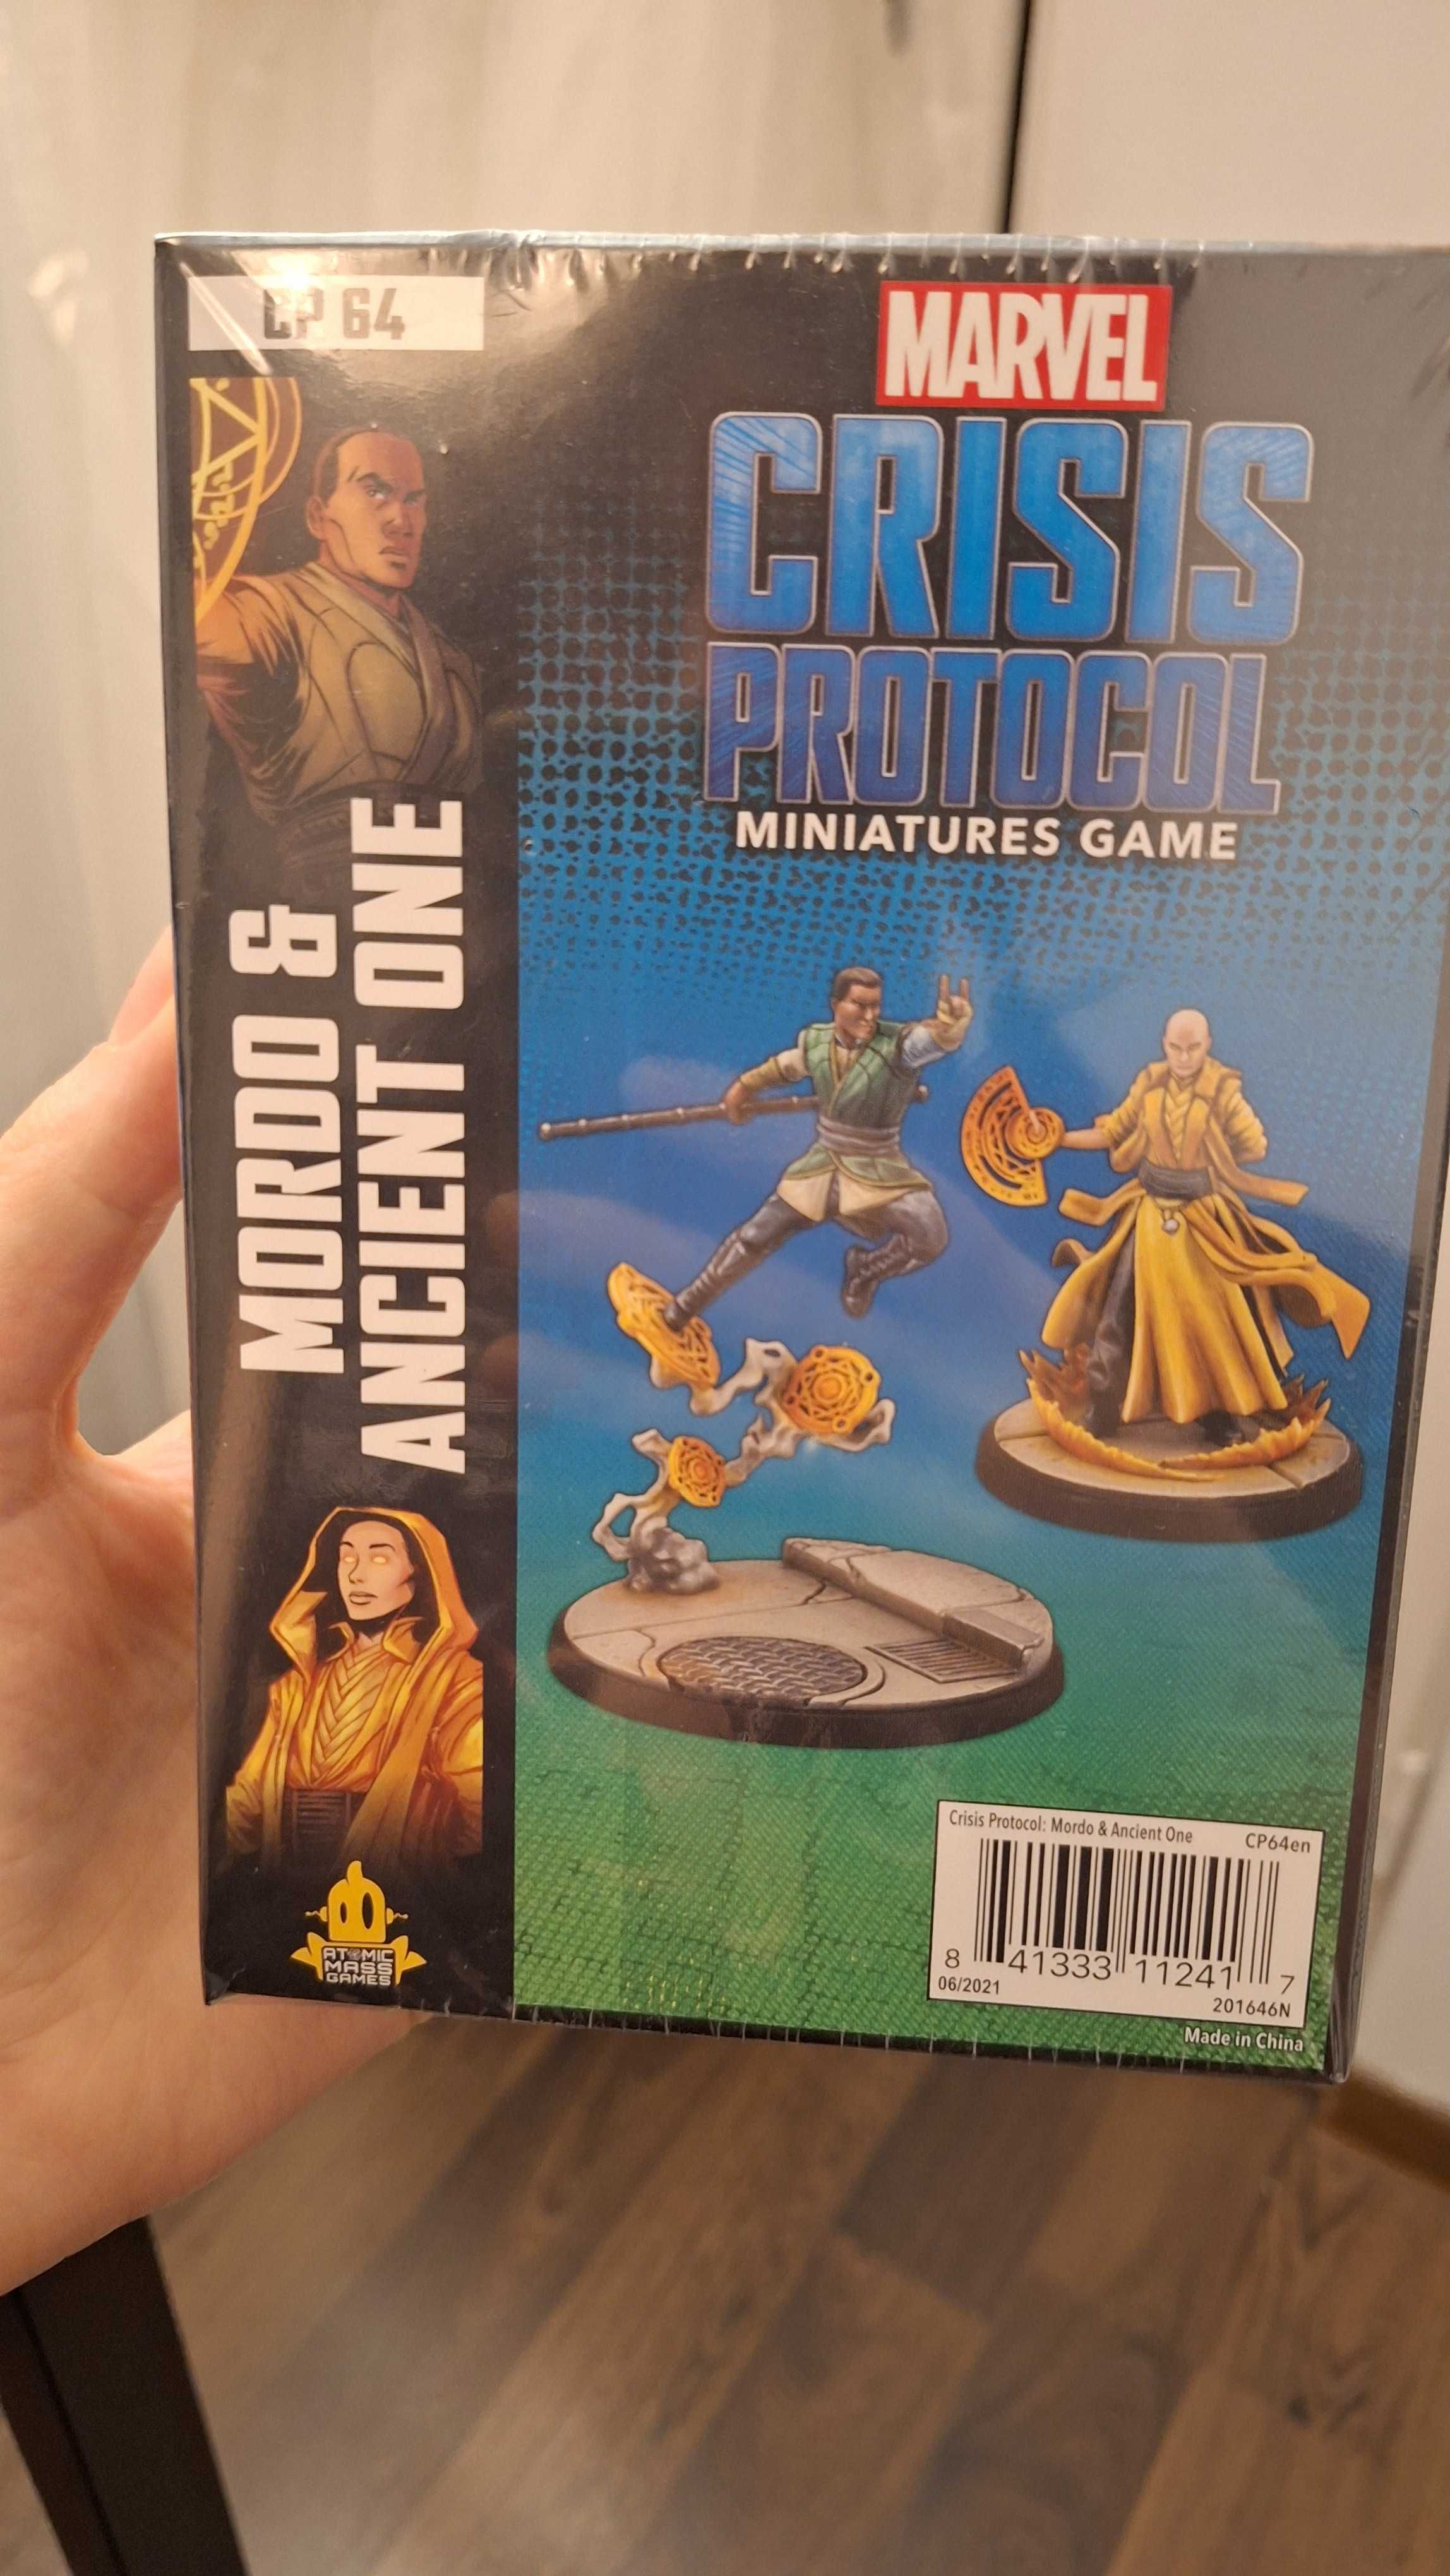 CP 64
MARVEL
CRISIS
PROTOCOL
MINIATURES GAME
MORDO &
ANCIENT ONE
ATOMIC
MASS
GAMES
Crisis Protocol: Mordo & Ancient One CP64en
8 41333 11241 7
06/2021
201646N
Made in China